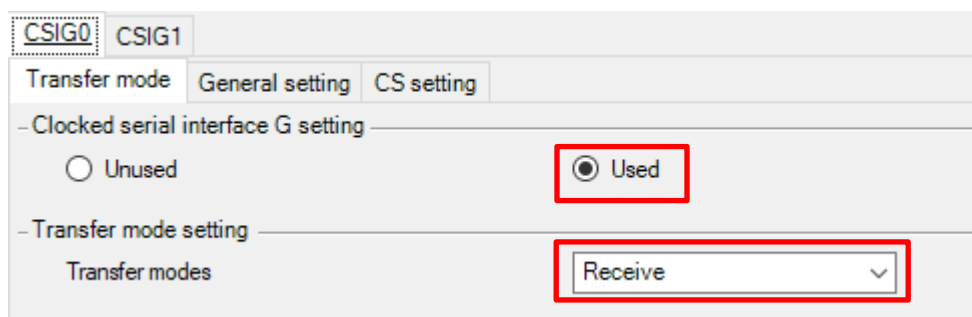 CSIG0 CSIG1
Transfer mode General setting CS setting
Clocked serial interface G setting
Unused Used
Transfer mode setting
Transfer modes Receive